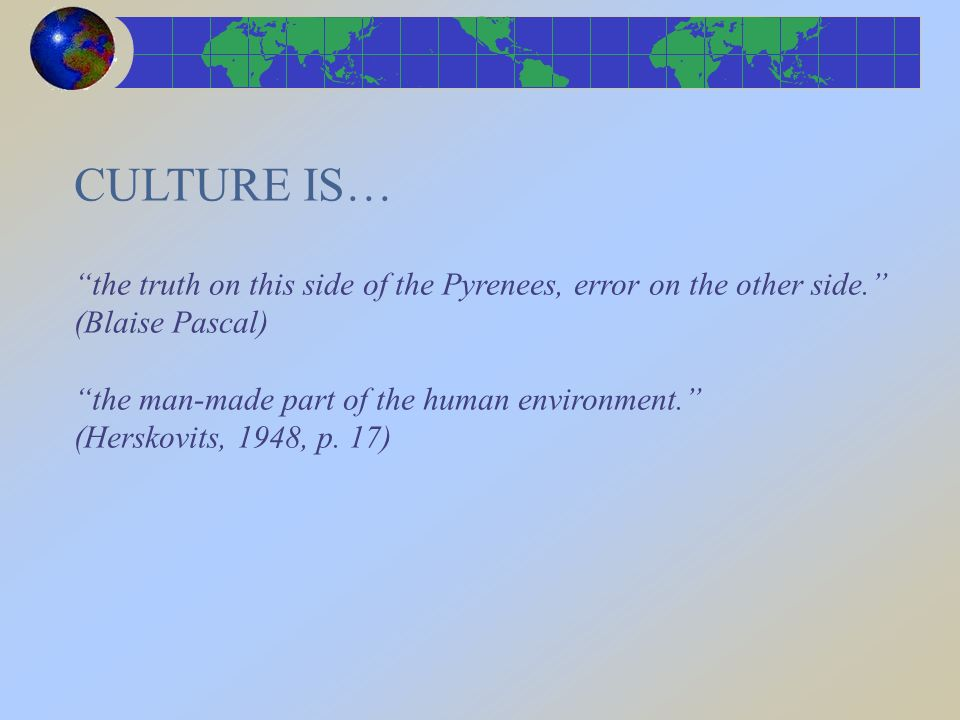 CULTURE IS…
“the truth on this side of the Pyrenees, error on the other side.”
(Blaise Pascal)
“the man-made part of the human environment.”
(Herskovits, 1948, p. 17)